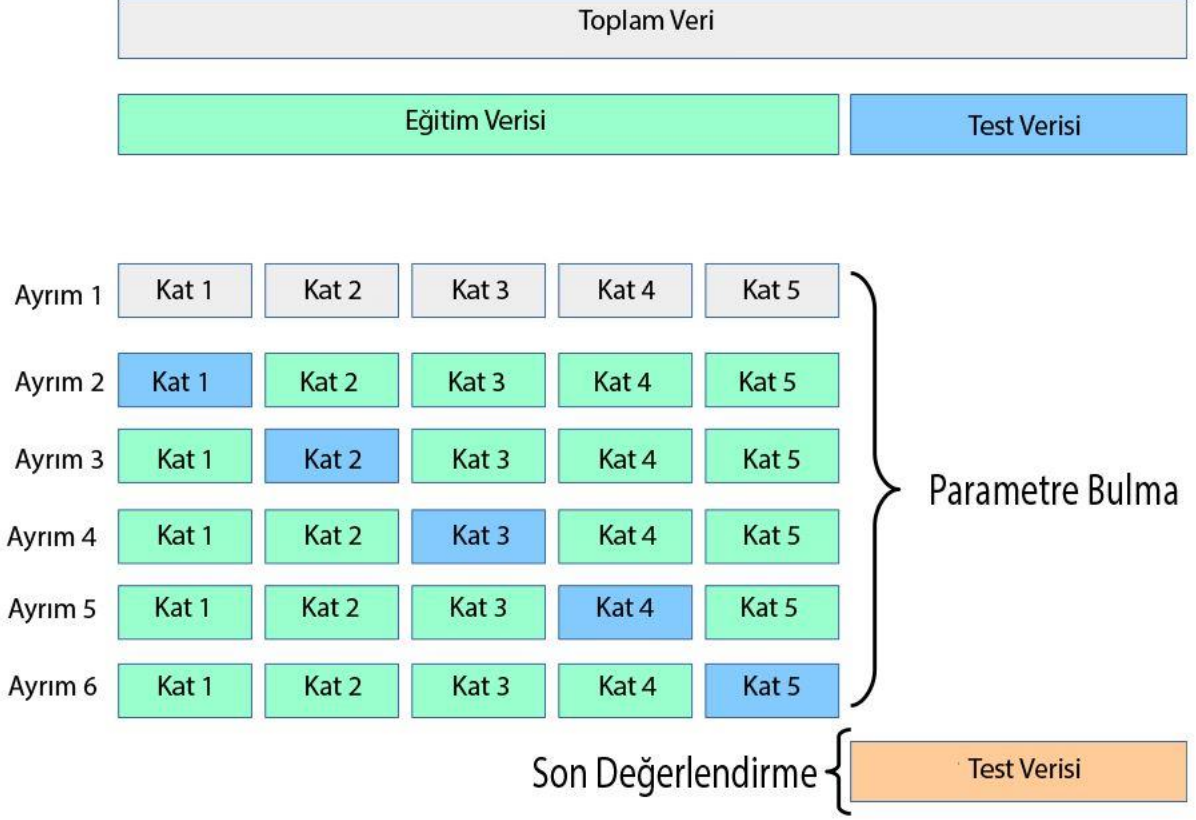 Toplam Veri
Eğitim Verisi Test Verisi
Ayrım 1 Kat 1 Kat 2 Kat 3 Kat 4 Kat 5
Ayrım 2 Kat 1 Kat 2 Kat 3 Kat 4 Kat 5
Ayrım 3 Kat 1 Kat 2 Kat 3 Kat 4 Kat 5
Ayrım 4 Kat 1 Kat 2 Kat 3 Kat 4 Kat 5
Ayrım 5 Kat 1 Kat 2 Kat 3 Kat 4 Kat 5
Ayrım 6 Kat 1 Kat 2 Kat 3 Kat 4 Kat 5
Parametre Bulma
Son Değerlendirme Test Verisi